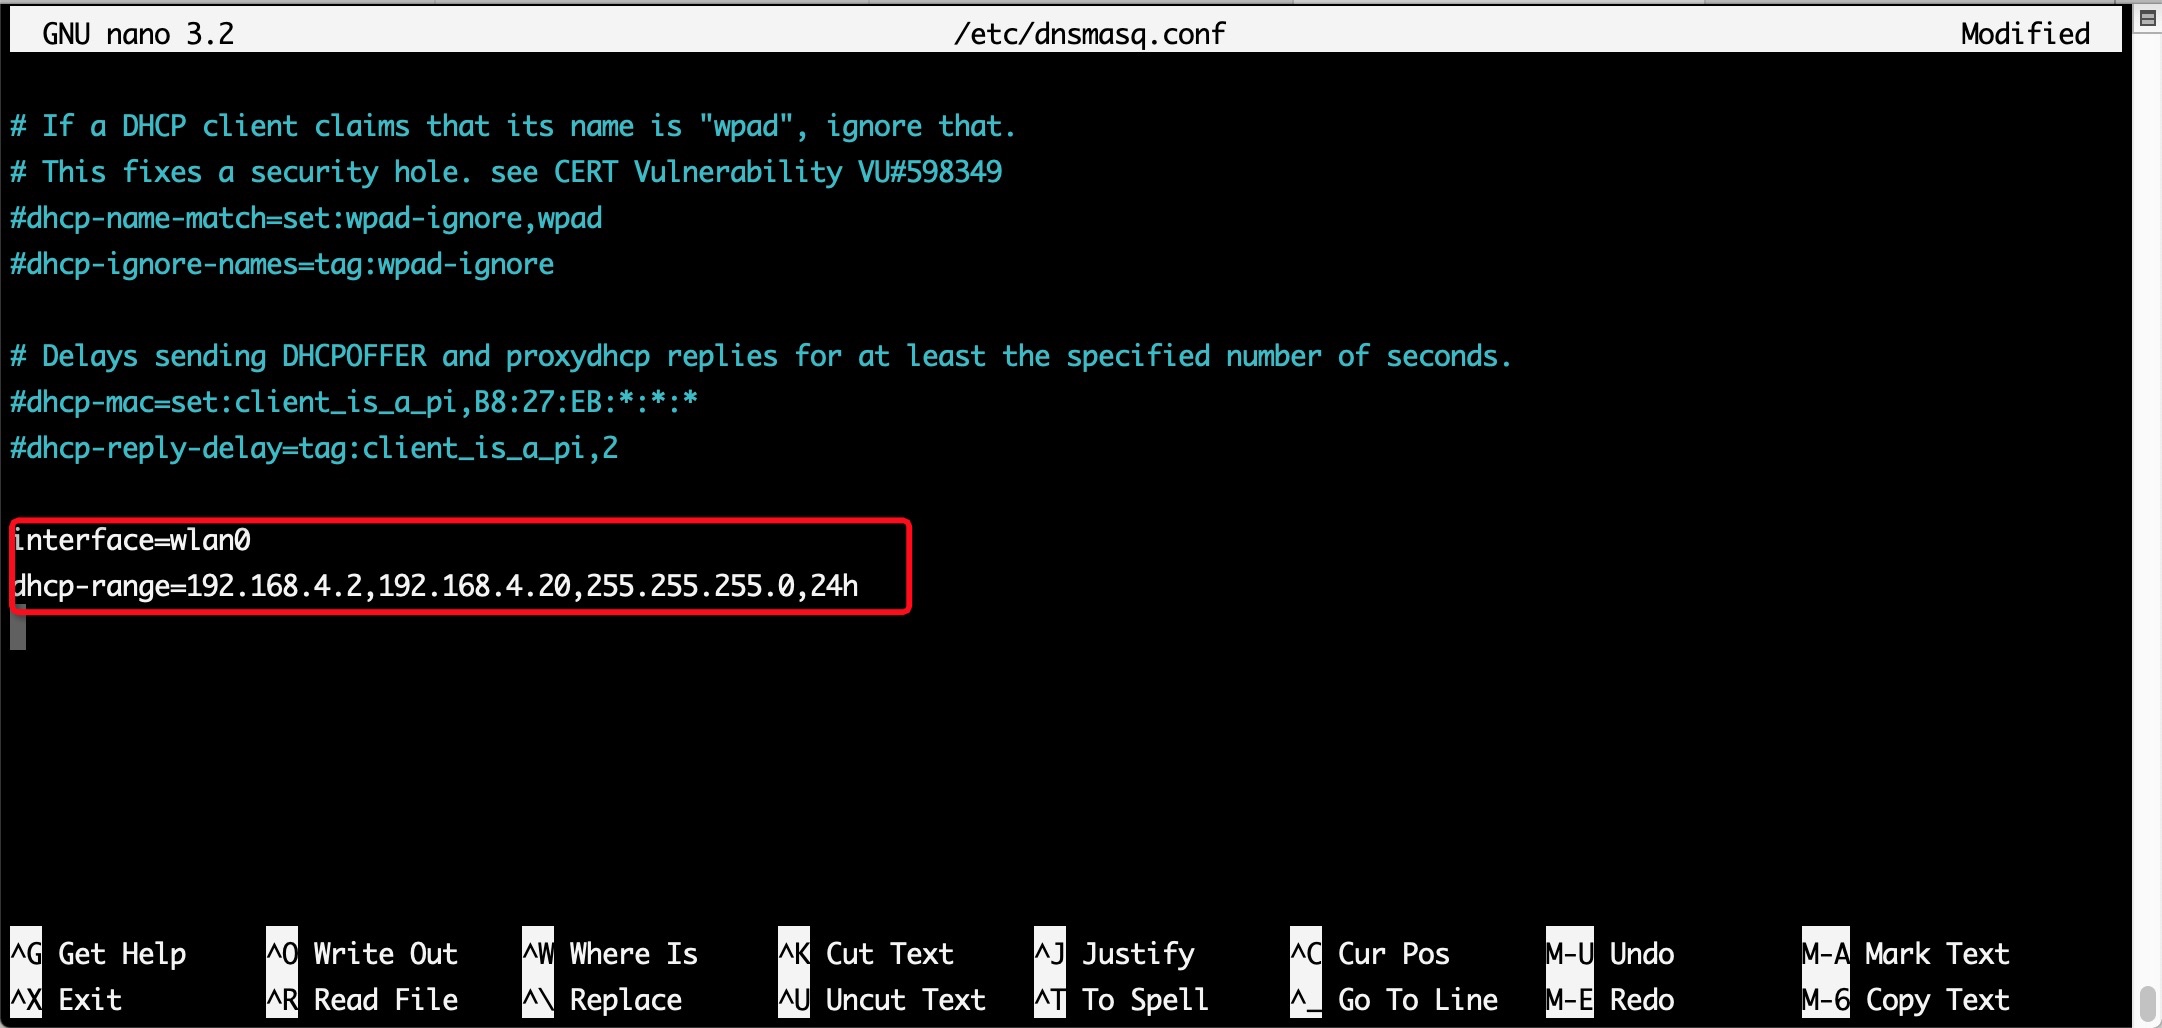 GNU nano 3.2 /etc/dnsmasq.conf Modified
# If a DHCP client claims that its name is "wpad", ignore that.
# This fixes a security hole. see CERT Vulnerability VU#598349
#dhcp-name-match=set:wpad-ignore,wpad
#dhcp-ignore-names=tag:wpad-ignore
# Delays sending DHCPOFFER and proxydhcp replies for at least the specified number of seconds.
#dhcp-mac=set:client_is_a_pi,B8:27:EB:*:*:*
#dhcp-reply-delay=tag:client_is_a_pi,2
interface=wlan0
dhcp-range=192.168.4.2,192.168.4.20,255.255.255.0,24h
^G Get Help ^O Write Out ^W Where Is ^K Cut Text ^J Justify ^C Cur Pos M-U Undo M-A Mark Text
^X Exit ^R Read File ^\ Replace ^U Uncut Text ^T To Spell ^_ Go To Line M-E Redo M-6 Copy Text